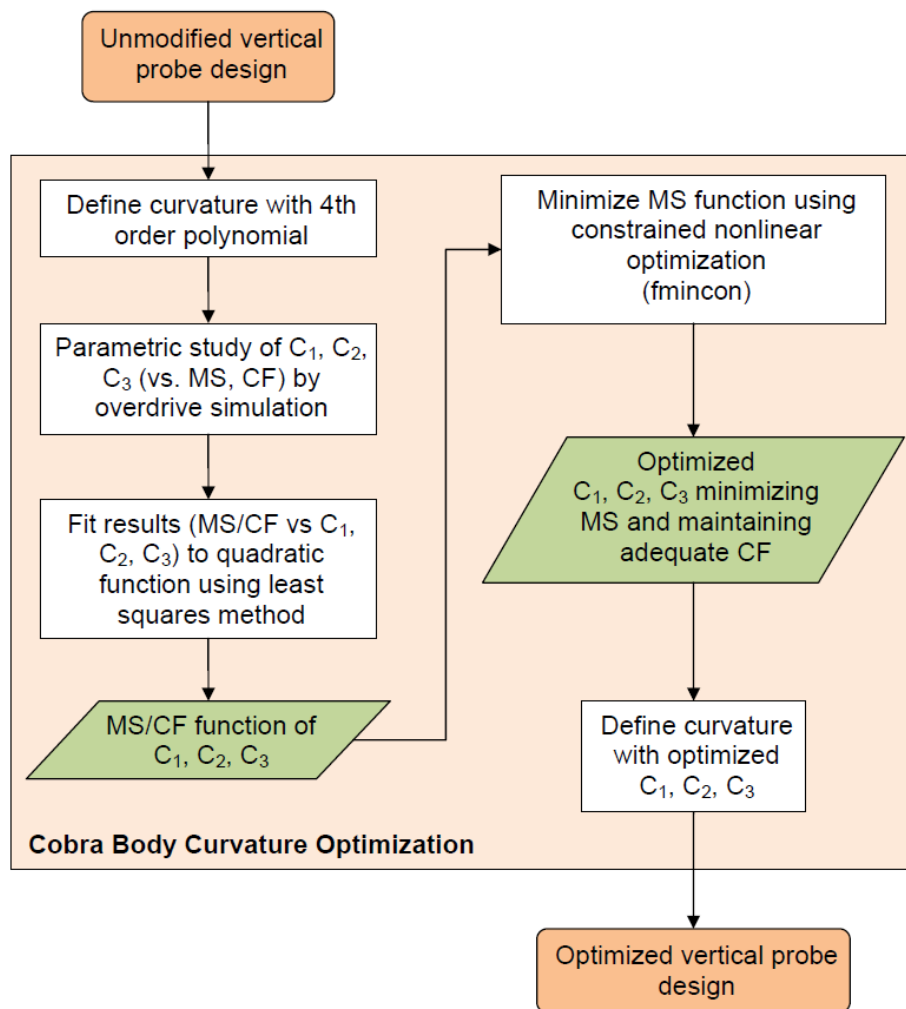 Unmodified vertical
probe design
Define curvature with 4th
order polynomial
Parametric study of C₁, C₂,
C₃ (vs. MS, CF) by
overdrive simulation
Fit results (MS/CF vs C₁,
C₂, C₃) to quadratic
function using least
squares method
MS/CF function of
C₁, C₂, C₃
Minimize MS function using
constrained nonlinear
optimization
(fmincon)
Optimized
C₁, C₂, C₃ minimizing
MS and maintaining
adequate CF
Define curvature
with optimized
C₁, C₂, C₃
Cobra Body Curvature Optimization
Optimized vertical probe
design